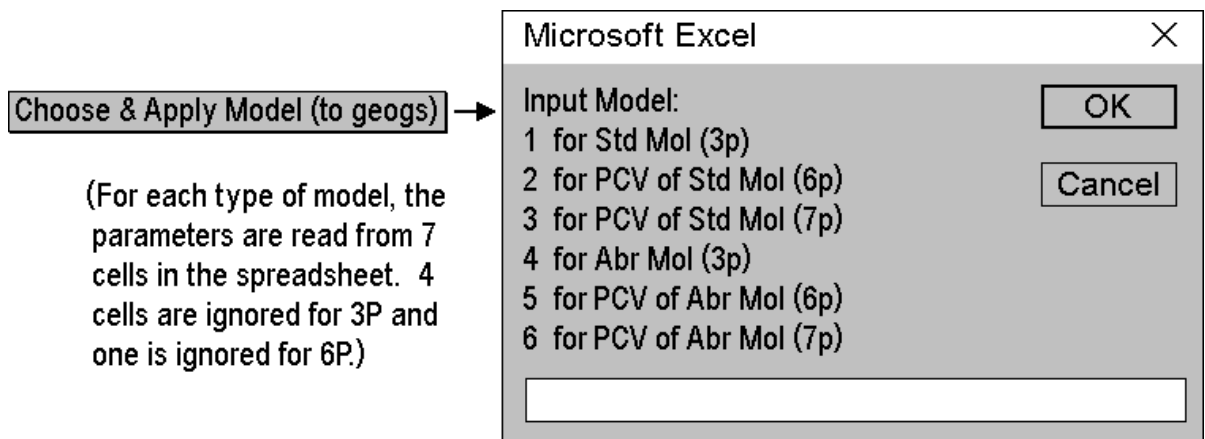 Choose & Apply Model (to geogs)
(For each type of model, the
parameters are read from 7
cells in the spreadsheet. 4
cells are ignored for 3P and
one is ignored for 6P.)
Microsoft Excel
Input Model:
1 for Std Mol (3p)
2 for PCV of Std Mol (6p)
3 for PCV of Std Mol (7p)
4 for Abr Mol (3p)
5 for PCV of Abr Mol (6p)
6 for PCV of Abr Mol (7p)
OK
Cancel